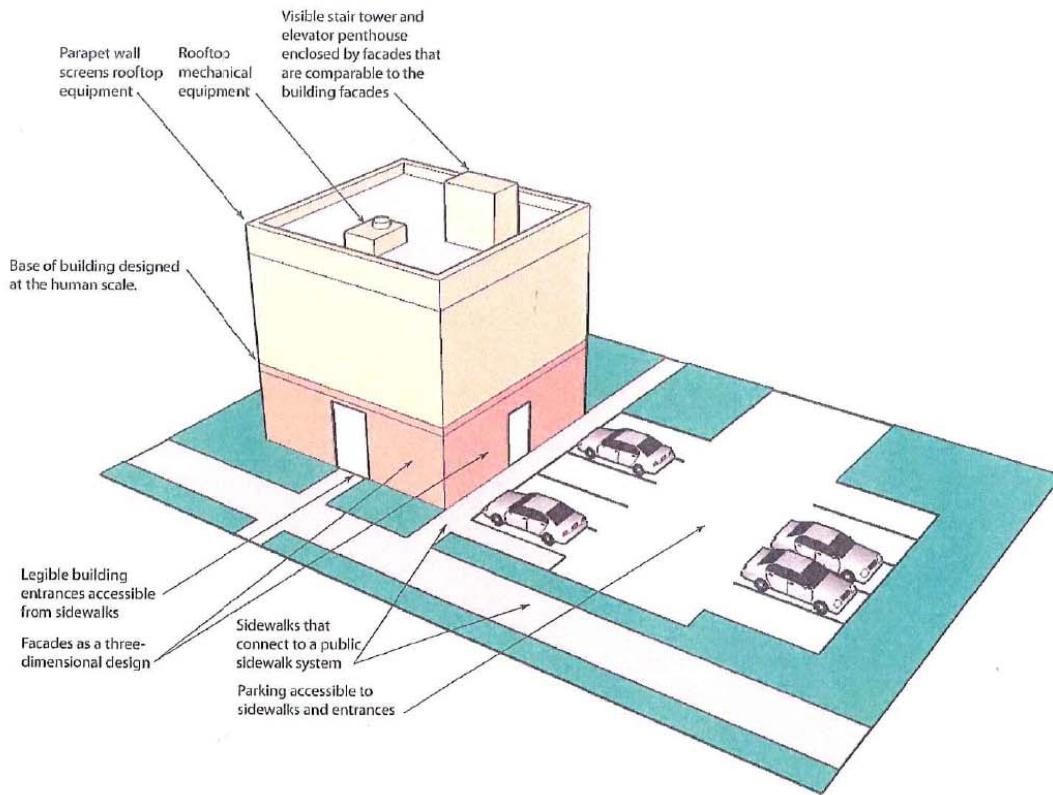 Visible stair tower and
elevator penthouse
enclosed by facades that
are comparable to the
building facades
Parapet wall
screens rooftop
equipment
Rooftop
mechanical
equipment
Base of building designed
at the human scale.
Legible building
entrances accessible
from sidewalks
Facades as a three-
dimensional design
Sidewalks that
connect to a public
sidewalk system
Parking accessible to
sidewalks and entrances